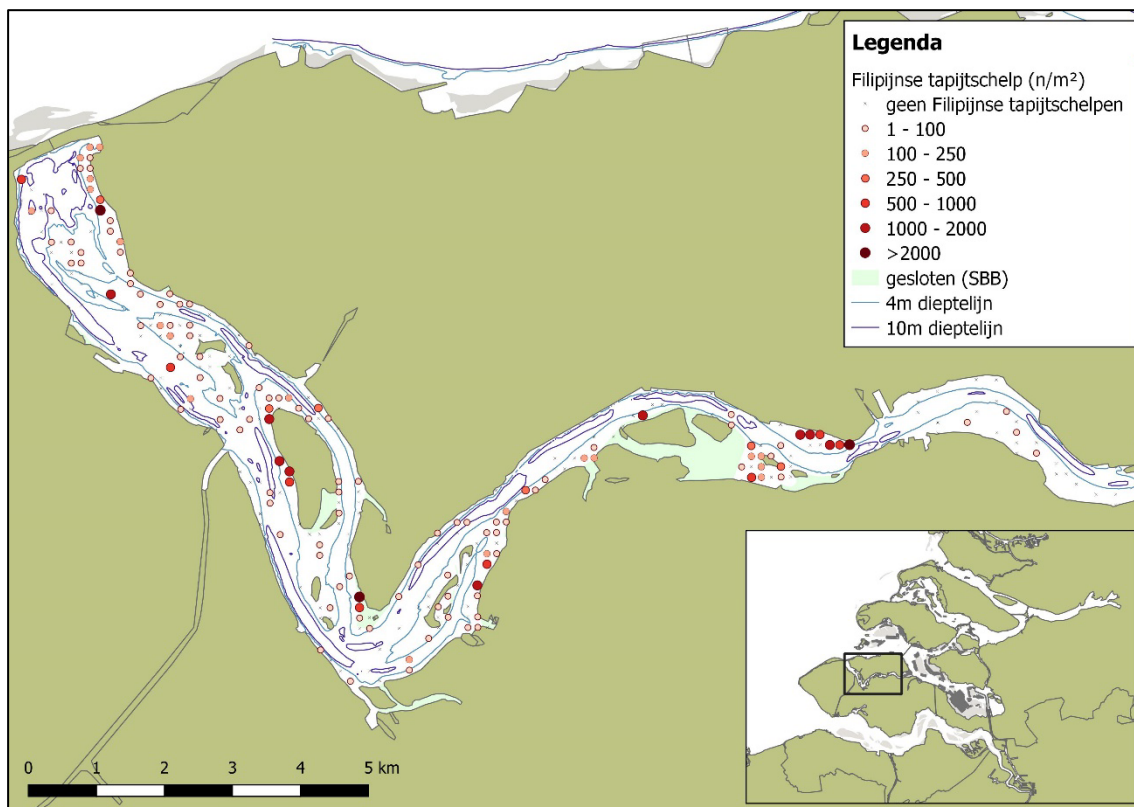 Legenda
Filipijnse tapijtschelp (n/m²)
geen Filipijnse tapijtschelpen
1 - 100
100 - 250
250 - 500
500 - 1000
1000 - 2000
>2000
gesloten (SBB)
4m dieptelijn
10m dieptelijn
0 1 2 3 4 5 km